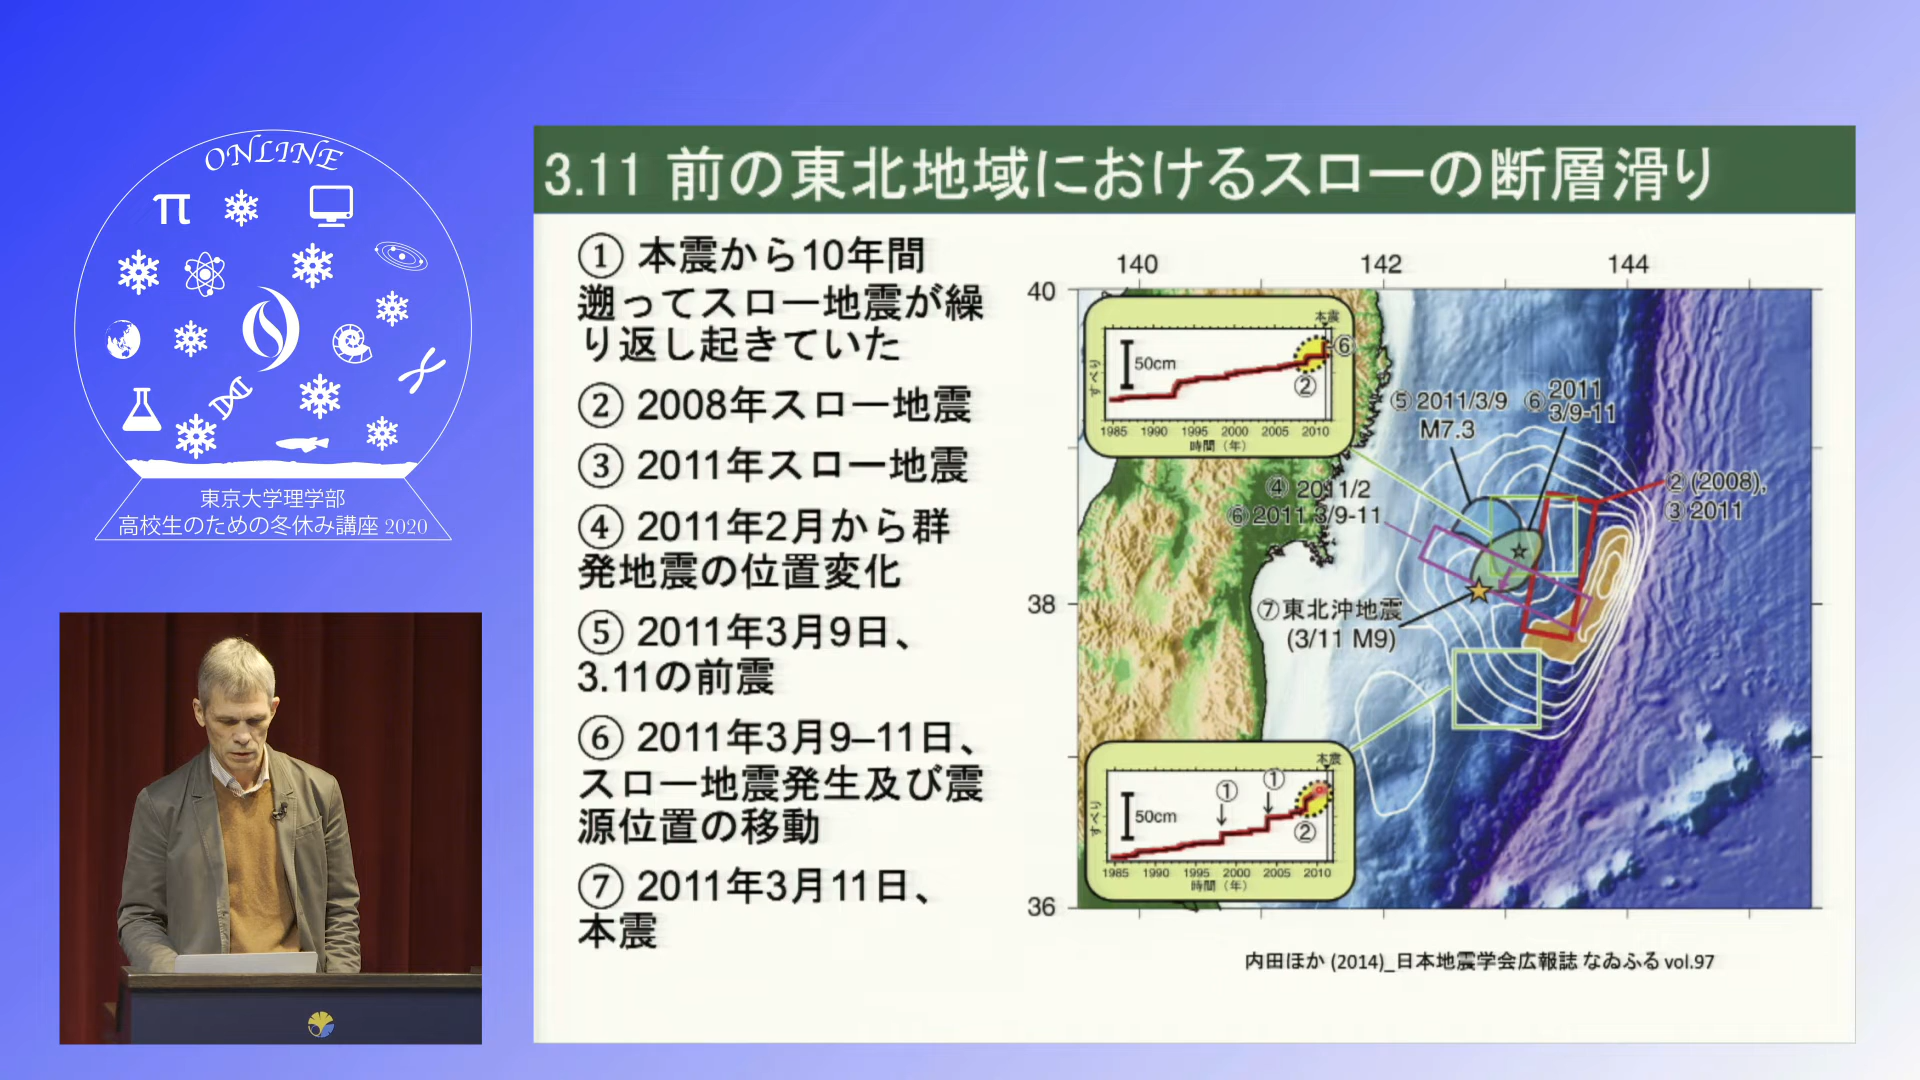 ONLINE
π
東京大学理学部
高校生のための冬休み講座 2020
3.11 前の東北地域におけるスローの断層滑り
① 本震から10年間
遡ってスロー地震が繰
り返し起きていた
② 2008年スロー地震
③ 2011年スロー地震
④ 2011年2月から群
発地震の位置変化
⑤ 2011年3月9日、
3.11の前震
⑥ 2011年3月9–11日、
スロー地震発生及び震
源位置の移動
⑦ 2011年3月11日、
本震
140 142 144
40
38
36
本震
⑥
50cm
すべり
②
1985 1990 1995 2000 2005 2010
時間（年）
⑤ 2011/3/9
M7.3
⑥ 2011
3/9-11
④ 2011/2
⑥ 2011 3/9-11
② (2008),
③ 2011
⑦東北沖地震
(3/11 M9)
本震
① ①
50cm
すべり
②
1985 1990 1995 2000 2005 2010
時間（年）
内田ほか (2014)_日本地震学会広報誌 なゐふる vol.97